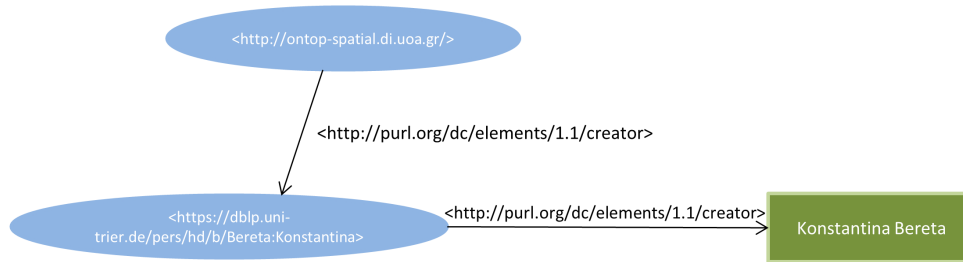 <http://ontop-spatial.di.uoa.gr/>
<http://purl.org/dc/elements/1.1/creator>
<https://dblp.uni-
trier.de/pers/hd/b/Bereta:Konstantina>
<http://purl.org/dc/elements/1.1/creator>
Konstantina Bereta